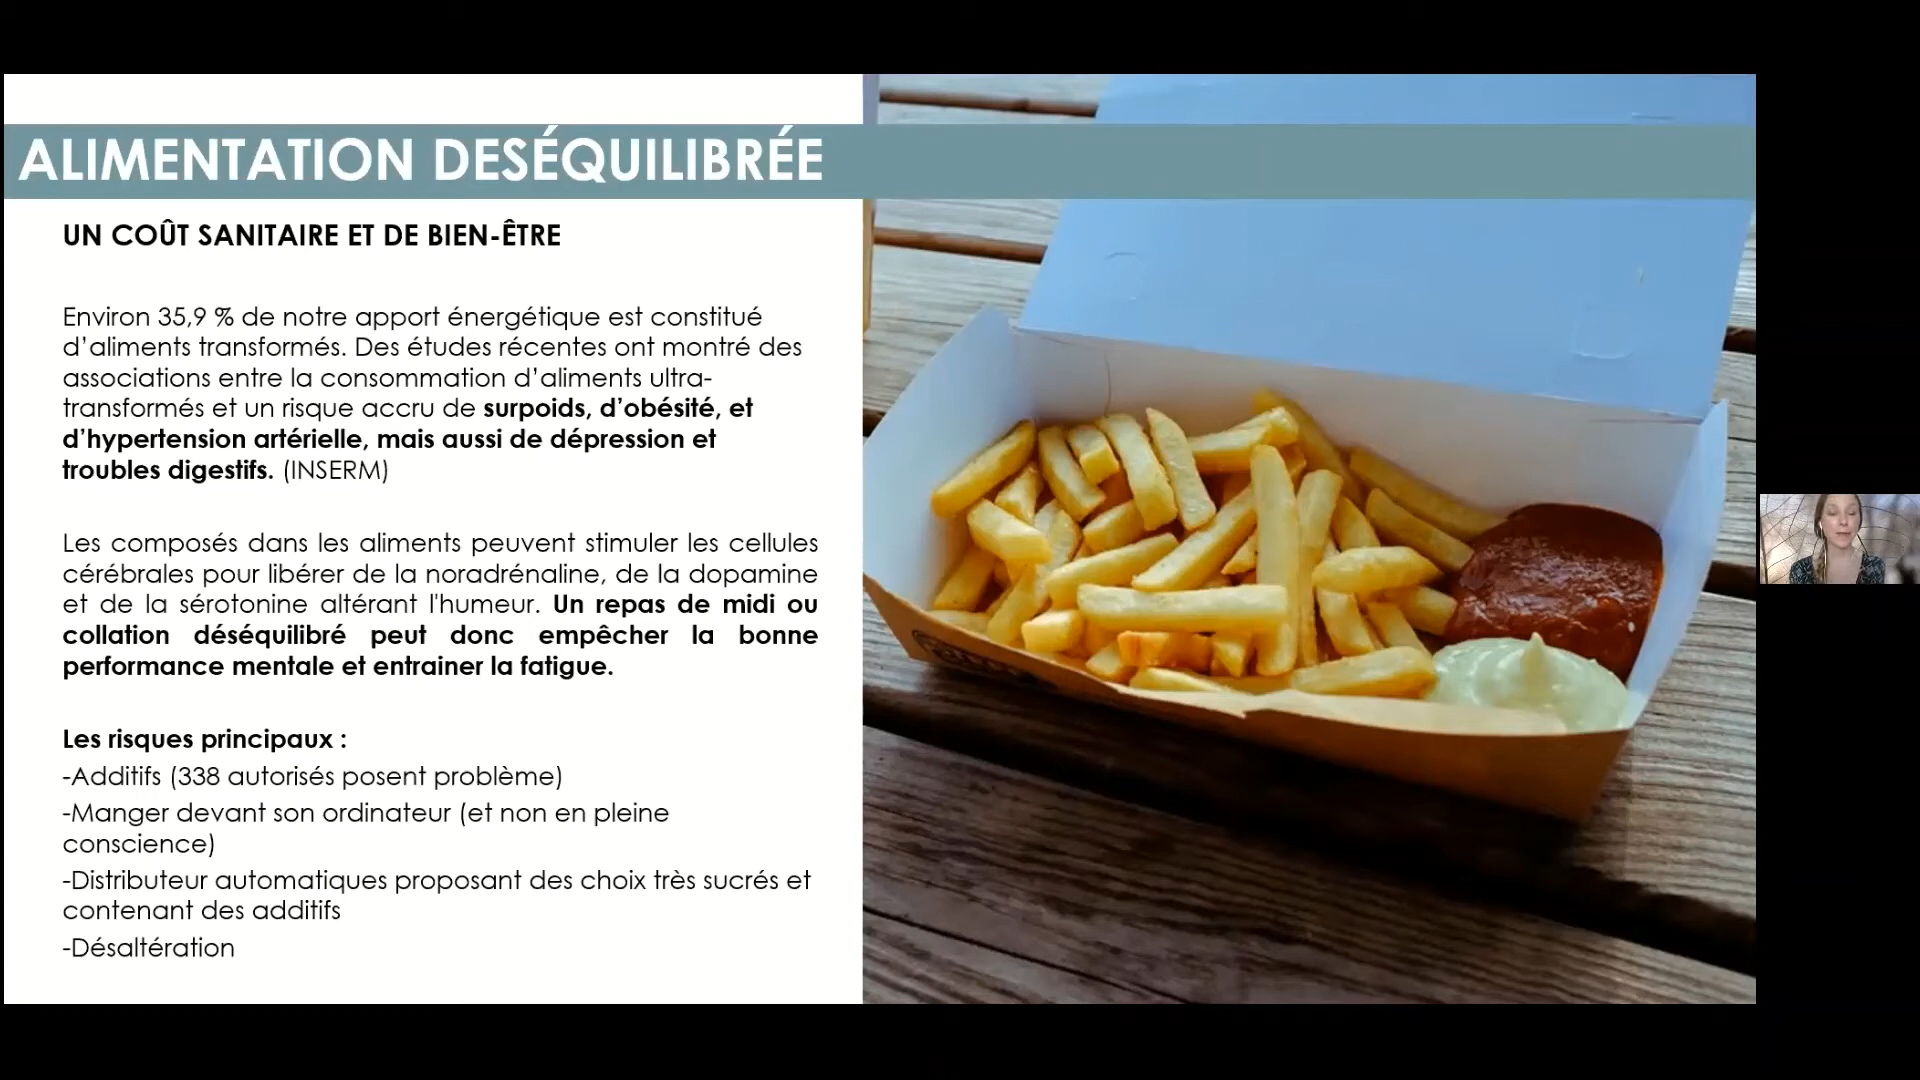 ALIMENTATION DESÉQUILIBRÉE
UN COÛT SANITAIRE ET DE BIEN-ÊTRE
Environ 35,9 % de notre apport énergétique est constitué
d’aliments transformés. Des études récentes ont montré des
associations entre la consommation d’aliments ultra-
transformés et un risque accru de surpoids, d’obésité, et
d’hypertension artérielle, mais aussi de dépression et
troubles digestifs. (INSERM)
Les composés dans les aliments peuvent stimuler les cellules
cérébrales pour libérer de la noradrénaline, de la dopamine
et de la sérotonine altérant l'humeur. Un repas de midi ou
collation déséquilibré peut donc empêcher la bonne
performance mentale et entrainer la fatigue.
Les risques principaux :
-Additifs (338 autorisés posent problème)
-Manger devant son ordinateur (et non en pleine
conscience)
-Distributeur automatiques proposant des choix très sucrés et
contenant des additifs
-Désaltération